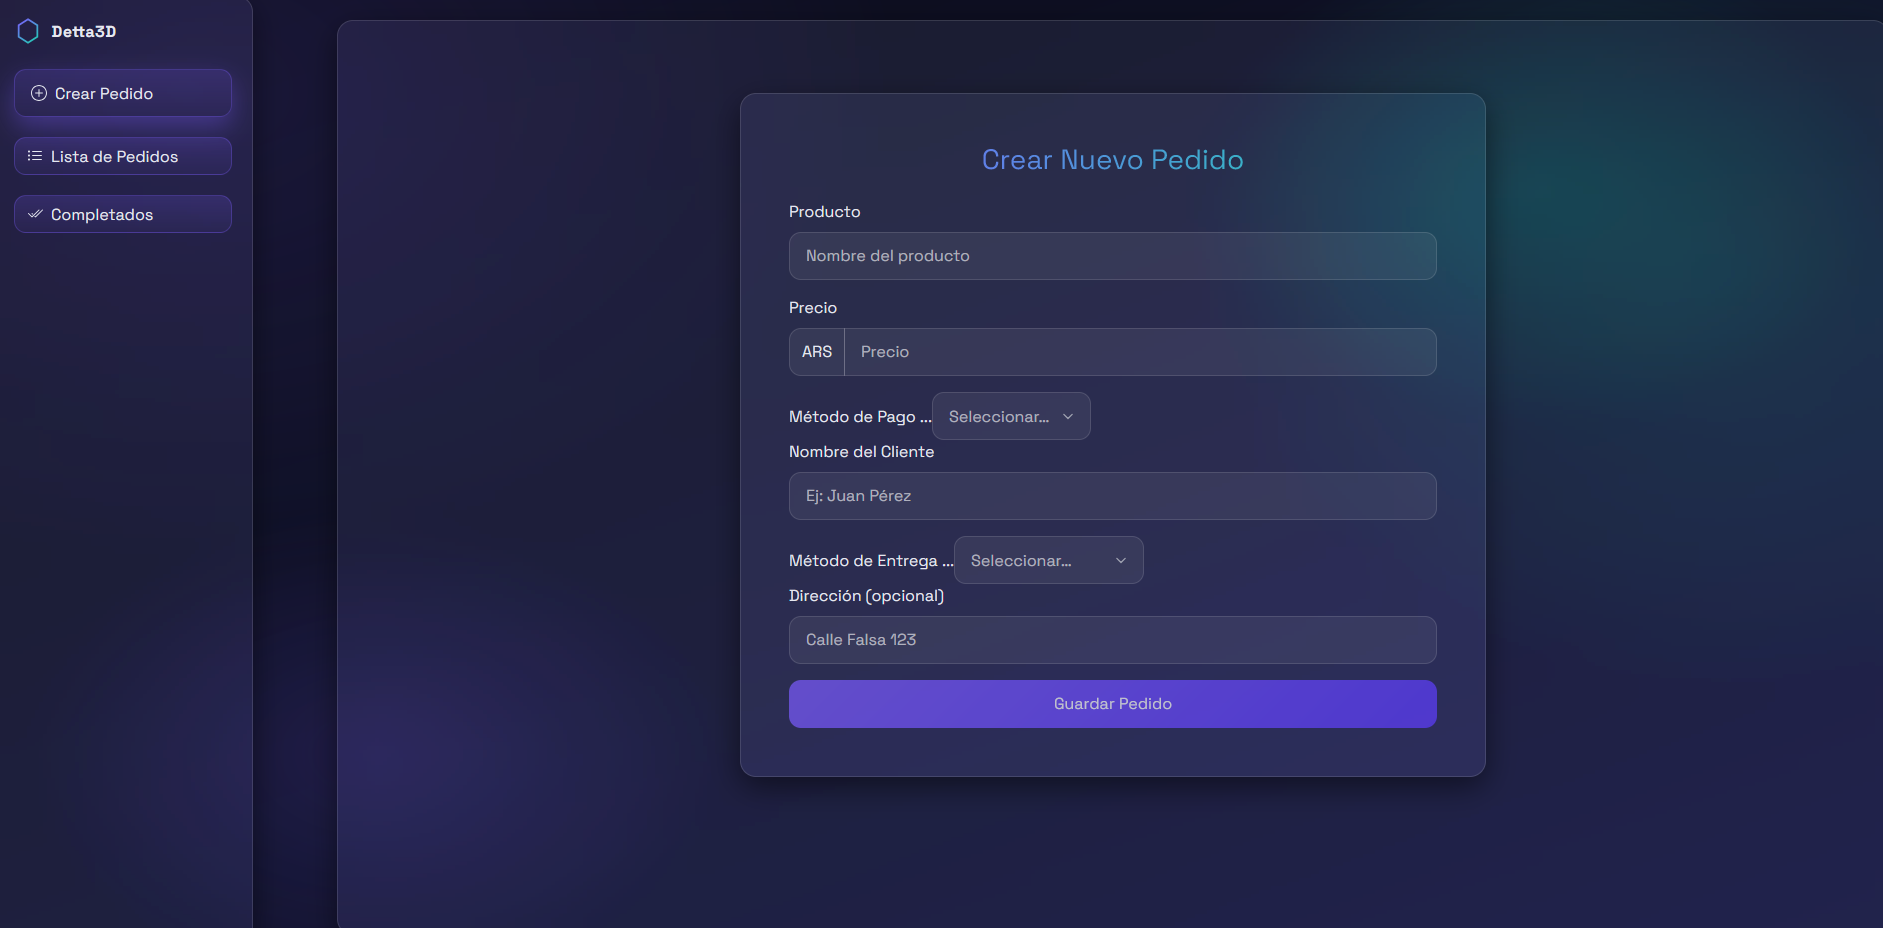 Detta3D
Crear Pedido
Lista de Pedidos
Completados
Crear Nuevo Pedido
Producto
Nombre del producto
Precio
ARS Precio
Método de Pago ... Seleccionar...
Nombre del Cliente
Ej: Juan Pérez
Método de Entrega ... Seleccionar...
Dirección (opcional)
Calle Falsa 123
Guardar Pedido